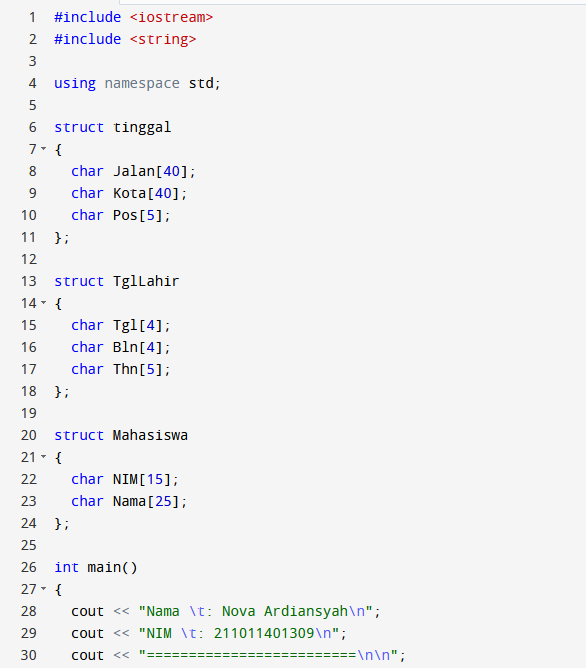 1 #include <iostream>
2 #include <string>
3
4 using namespace std;
5
6 struct tinggal
7 {
8 char Jalan[40];
9 char Kota[40];
10 char Pos[5];
11 };
12
13 struct TglLahir
14 {
15 char Tgl[4];
16 char Bln[4];
17 char Thn[5];
18 };
19
20 struct Mahasiswa
21 {
22 char NIM[15];
23 char Nama[25];
24 };
25
26 int main()
27 {
28 cout << "Nama \t: Nova Ardiansyah\n";
29 cout << "NIM \t: 211011401309\n";
30 cout << "=========================\n\n";